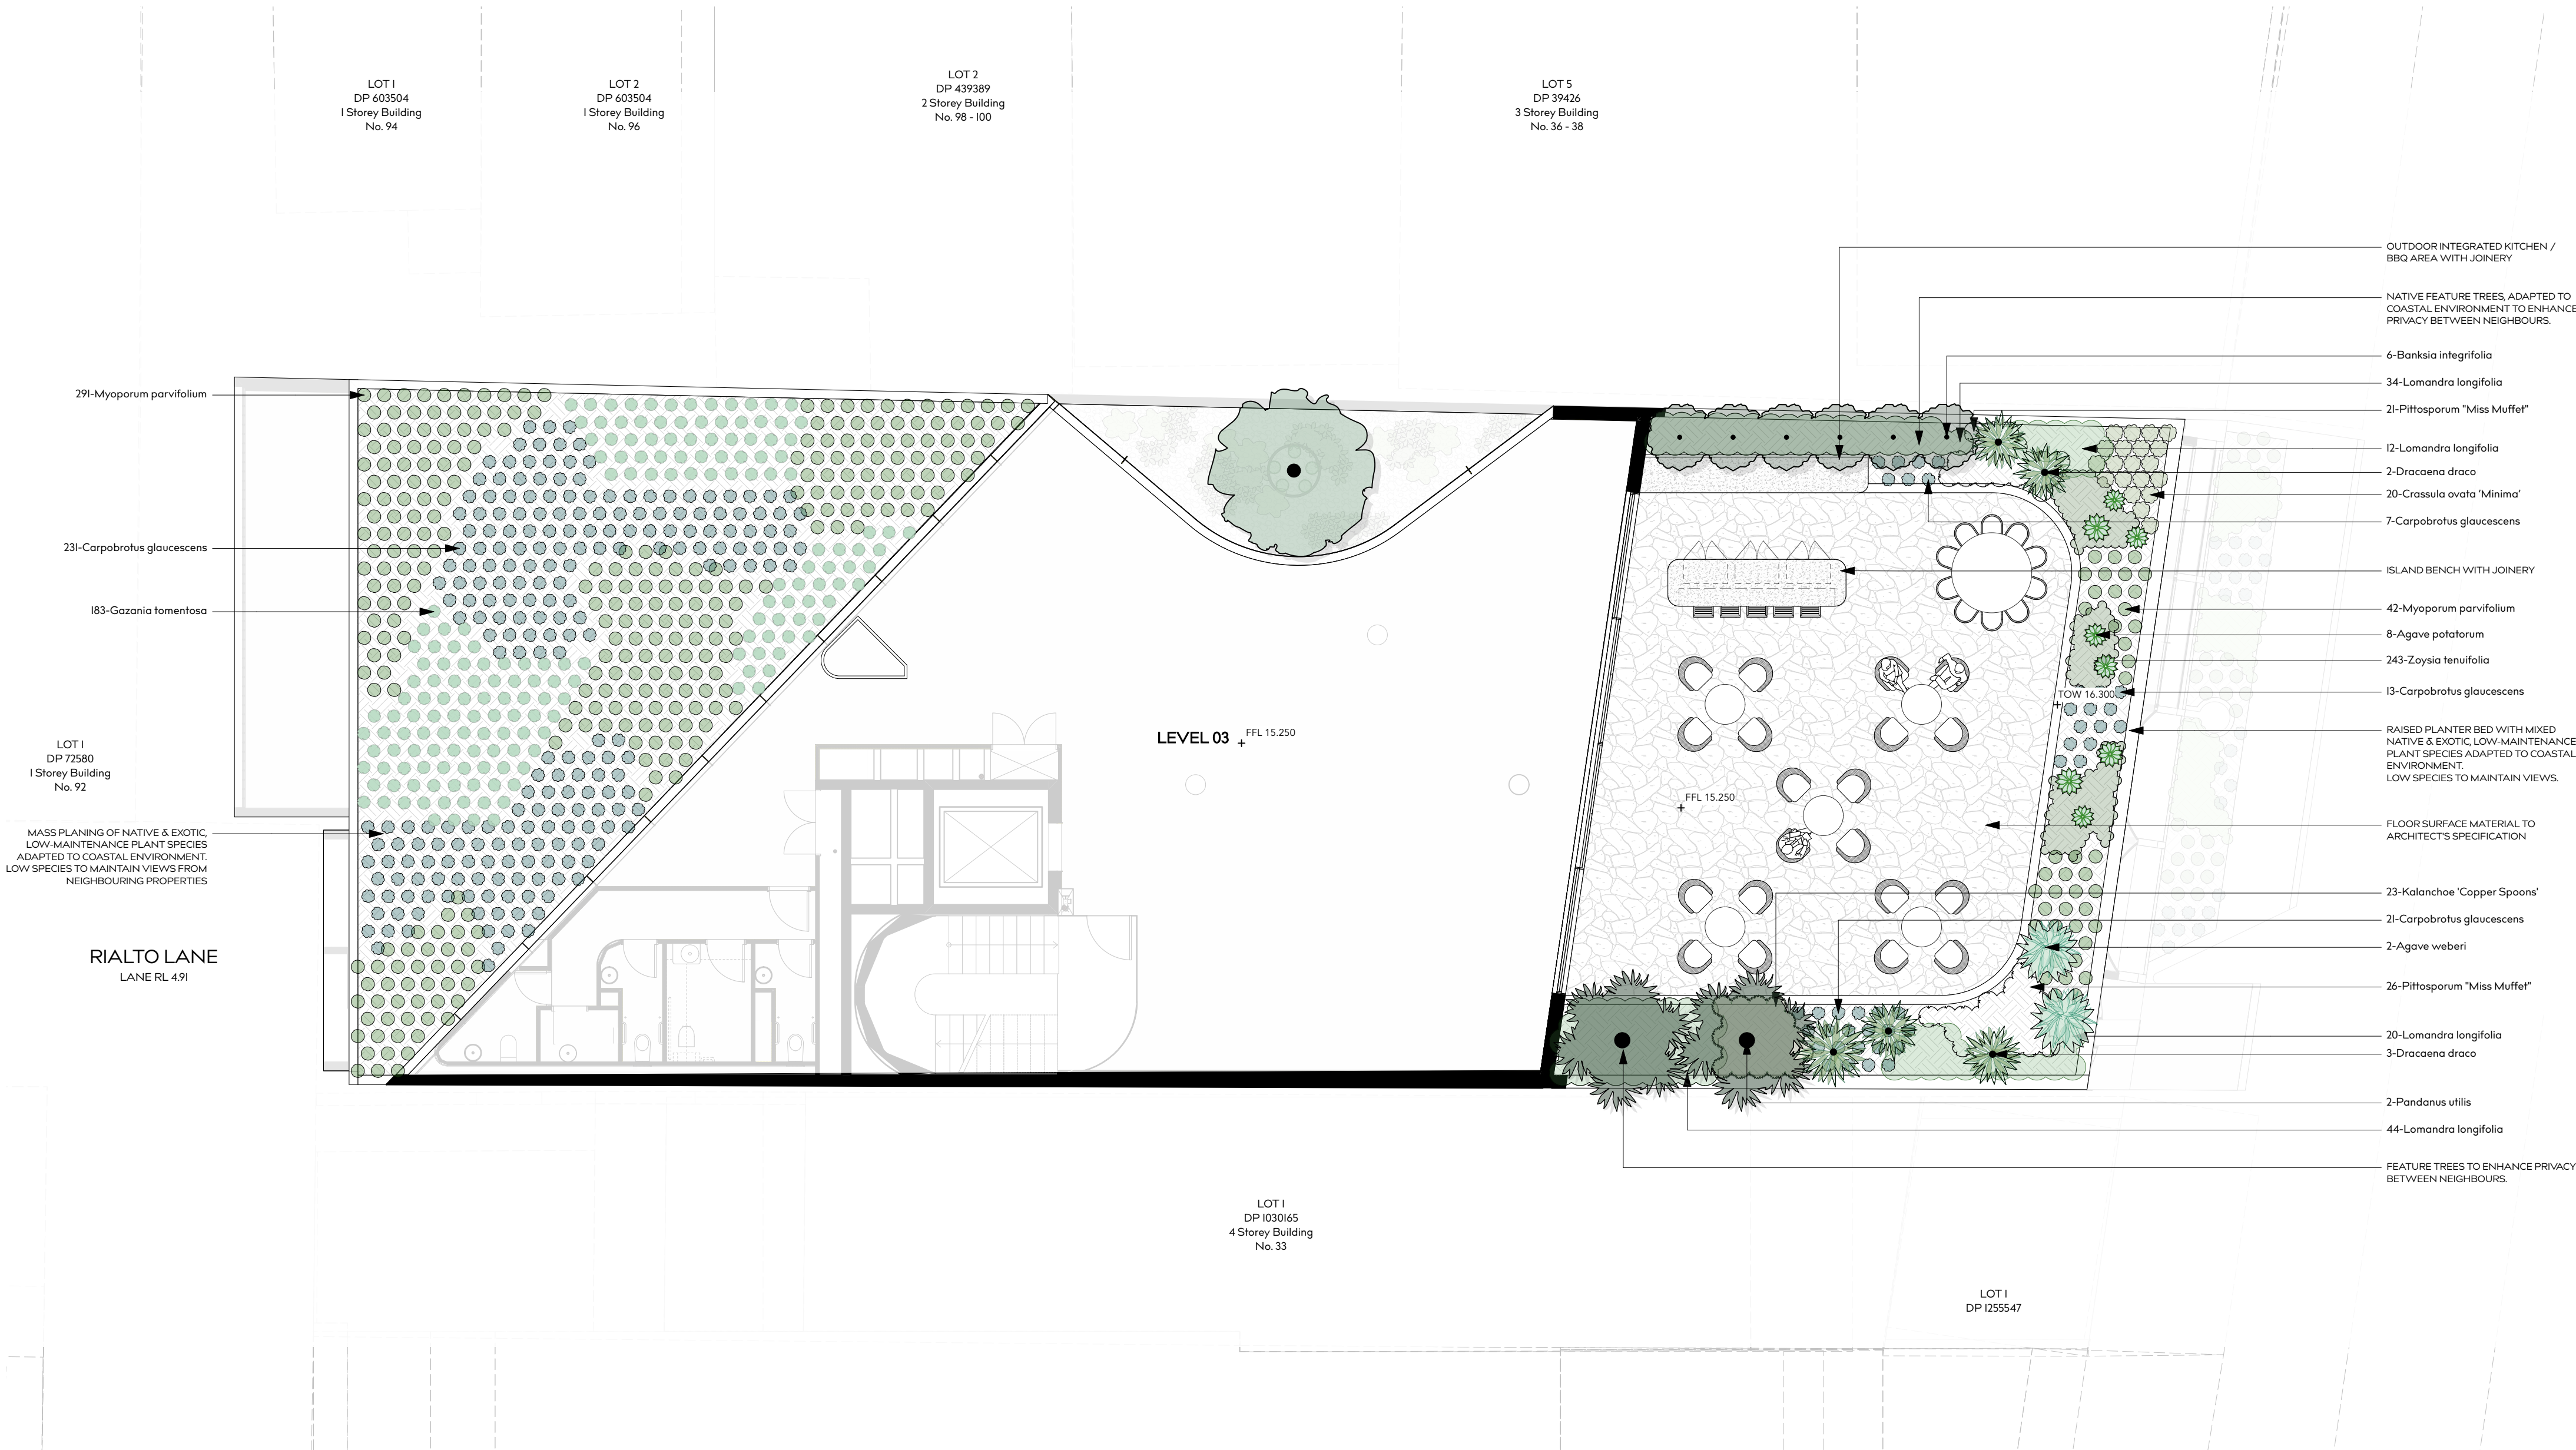 LOT 1
DP 603504
1 Storey Building
No. 94
LOT 2
DP 603504
1 Storey Building
No. 96
LOT 2
DP 439389
2 Storey Building
No. 98 - 100
LOT 5
DP 39426
3 Storey Building
No. 36 - 38
291-Myoporum parvifolium
231-Carpobrotus glaucescens
183-Gazania tomentosa
LOT 1
DP 72580
1 Storey Building
No. 92
MASS PLANING OF NATIVE & EXOTIC,
LOW-MAINTENANCE PLANT SPECIES
ADAPTED TO COASTAL ENVIRONMENT.
LOW SPECIES TO MAINTAIN VIEWS FROM
NEIGHBOURING PROPERTIES
RIALTO LANE
LANE RL 4.91
LEVEL 03
FFL 15.250
FFL 15.250
TOW 16.300
OUTDOOR INTEGRATED KITCHEN /
BBQ AREA WITH JOINERY
NATIVE FEATURE TREES, ADAPTED TO
COASTAL ENVIRONMENT TO ENHANCE
PRIVACY BETWEEN NEIGHBOURS.
6-Banksia integrifolia
34-Lomandra longifolia
21-Pittosporum "Miss Muffet"
12-Lomandra longifolia
2-Dracaena draco
20-Crassula ovata 'Minima'
7-Carpobrotus glaucescens
ISLAND BENCH WITH JOINERY
42-Myoporum parvifolium
8-Agave potatorum
243-Zoysia tenuifolia
13-Carpobrotus glaucescens
RAISED PLANTER BED WITH MIXED
NATIVE & EXOTIC, LOW-MAINTENANCE
PLANT SPECIES ADAPTED TO COASTAL
ENVIRONMENT.
LOW SPECIES TO MAINTAIN VIEWS.
FLOOR SURFACE MATERIAL TO
ARCHITECT'S SPECIFICATION
23-Kalanchoe 'Copper Spoons'
21-Carpobrotus glaucescens
2-Agave weberi
26-Pittosporum "Miss Muffet"
20-Lomandra longifolia
3-Dracaena draco
2-Pandanus utilis
44-Lomandra longifolia
FEATURE TREES TO ENHANCE PRIVACY
BETWEEN NEIGHBOURS.
LOT 1
DP 1030165
4 Storey Building
No. 33
LOT 1
DP 1255547